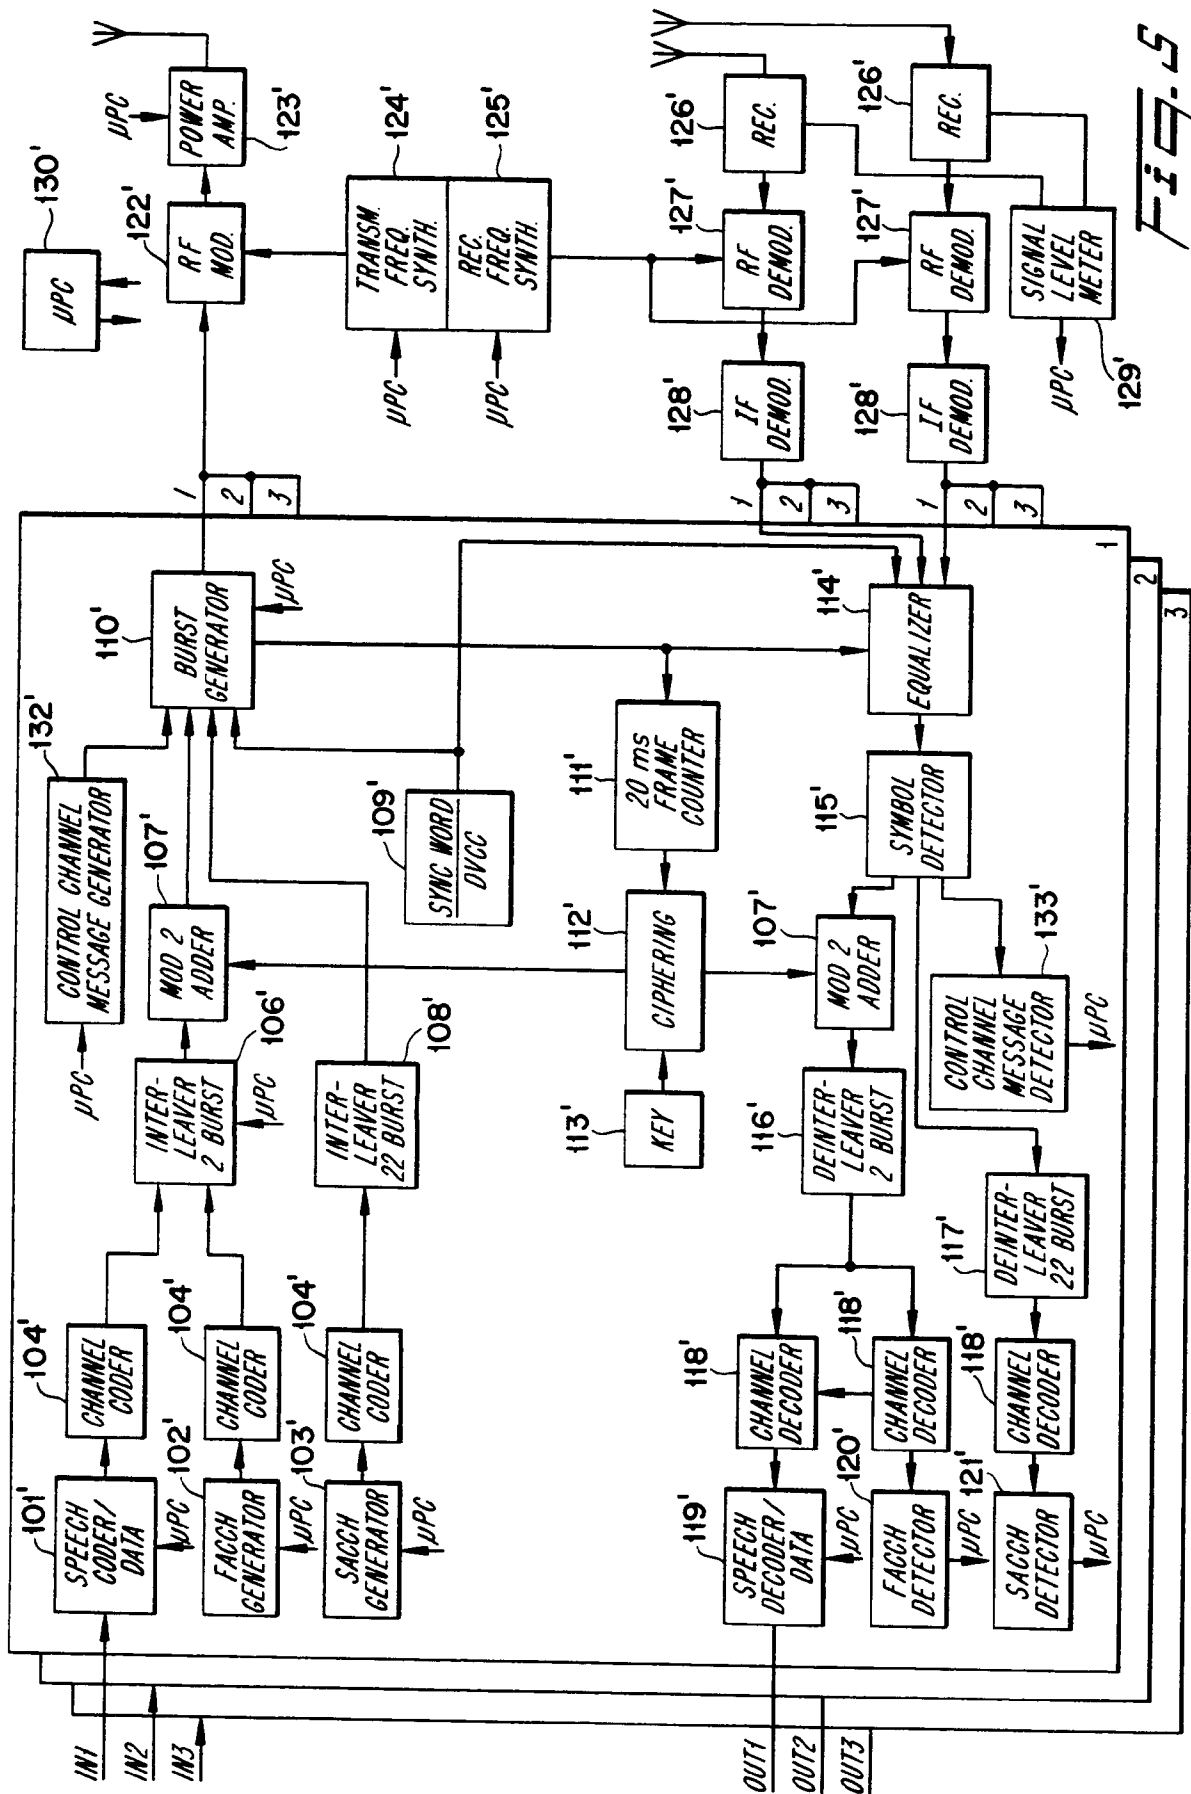 IN1
IN2
IN3
101'
SPEECH
CODER/
DATA
µPC
104'
CHANNEL
CODER
102'
FACCH
GENERATOR
µPC
104'
CHANNEL
CODER
103'
SACCH
GENERATOR
µPC
104'
CHANNEL
CODER
106'
INTER-
LEAVER
2 BURST
µPC
108'
INTER-
LEAVER
22 BURST
107'
MOD 2
ADDER
132'
CONTROL CHANNEL
MESSAGE GENERATOR
µPC
109'
SYNC WORD
DVCC
110'
BURST
GENERATOR
µPC
1
2
3
122'
RF
MOD.
123'
POWER
AMP.
µPC
130'
µPC
124'
TRANSM.
FREQ.
SYNTH.
125'
REC.
FREQ.
SYNTH.
µPC
µPC
111'
20 ms
FRAME
COUNTER
112'
CIPHERING
113'
KEY
126'
REC.
127'
RF
DEMOD.
128'
IF
DEMOD.
126'
REC.
127'
RF
DEMOD.
128'
IF
DEMOD.
SIGNAL
LEVEL
METER
129'
µPC
1
2
3
1
2
3
114'
EQUALIZER
115'
SYMBOL
DETECTOR
107'
MOD 2
ADDER
133'
CONTROL
CHANNEL
MESSAGE
DETECTOR
µPC
116'
DEINTER-
LEAVER
2 BURST
117'
DEINTER-
LEAVER
22 BURST
118'
CHANNEL
DECODER
118'
CHANNEL
DECODER
118'
CHANNEL
DECODER
119'
SPEECH
DECODER/
DATA
µPC
120'
FACCH
DETECTOR
µPC
121'
SACCH
DETECTOR
µPC
OUT1
OUT2
OUT3
1
2
3
Fig. 5